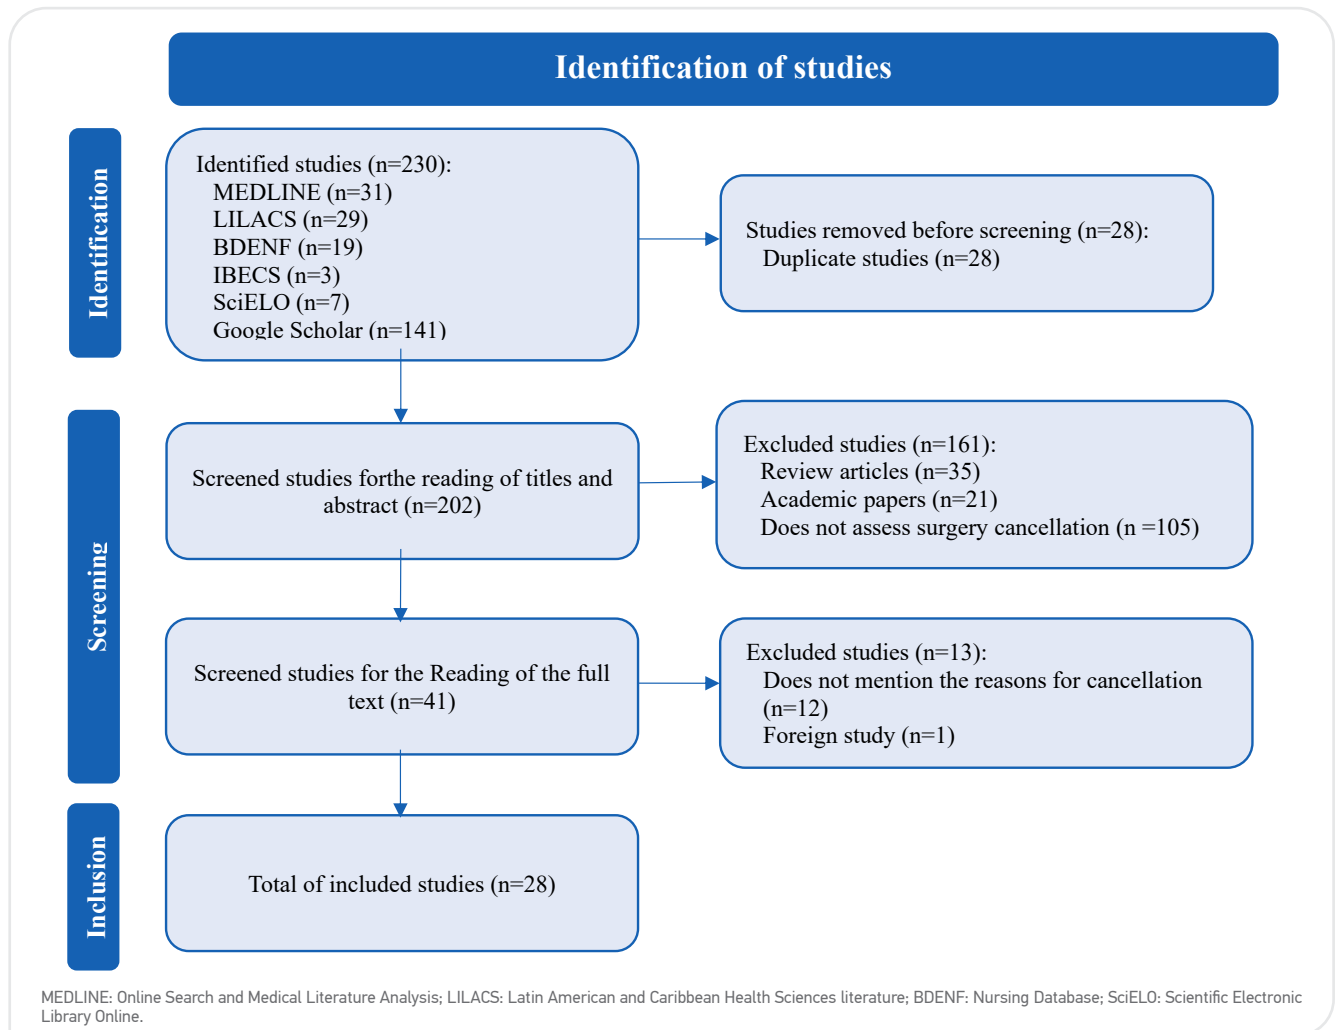 Identification of studies
Identification
Identified studies (n=230):
MEDLINE (n=31)
LILACS (n=29)
BDENF (n=19)
IBECS (n=3)
SciELO (n=7)
Google Scholar (n=141)
Studies removed before screening (n=28):
Duplicate studies (n=28)
Screening
Screened studies forthe reading of titles and
abstract (n=202)
Excluded studies (n=161):
Review articles (n=35)
Academic papers (n=21)
Does not assess surgery cancellation (n =105)
Screened studies for the Reading of the full
text (n=41)
Excluded studies (n=13):
Does not mention the reasons for cancellation
(n=12)
Foreign study (n=1)
Inclusion
Total of included studies (n=28)
MEDLINE: Online Search and Medical Literature Analysis; LILACS: Latin American and Caribbean Health Sciences literature; BDENF: Nursing Database; SciELO: Scientific Electronic
Library Online.